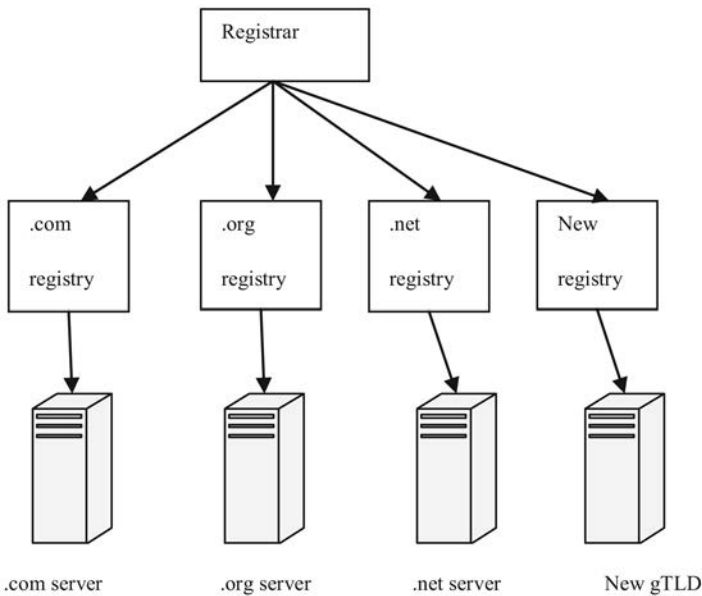 Registrar
.com
registry
.org
registry
.net
registry
New
registry
.com server
.org server
.net server
New gTLD